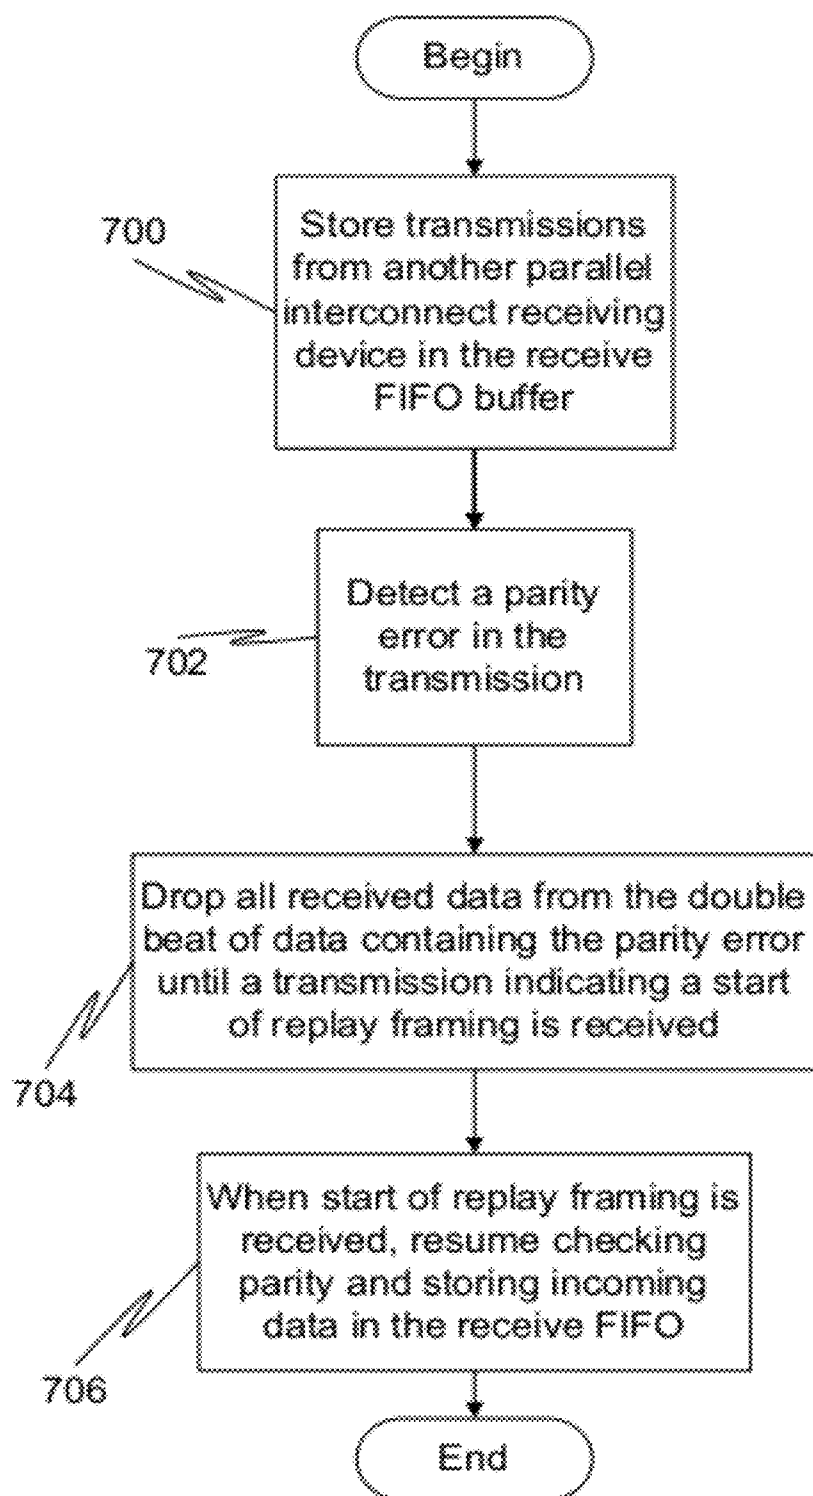 Begin
700
Store transmissions
from another parallel
interconnect receiving
device in the receive
FIFO buffer
702
Detect a parity
error in the
transmission
Drop all received data from the double
beat of data containing the parity error
until a transmission indicating a start
of replay framing is received
704
When start of replay framing is
received, resume checking
parity and storing incoming
data in the receive FIFO
706
End